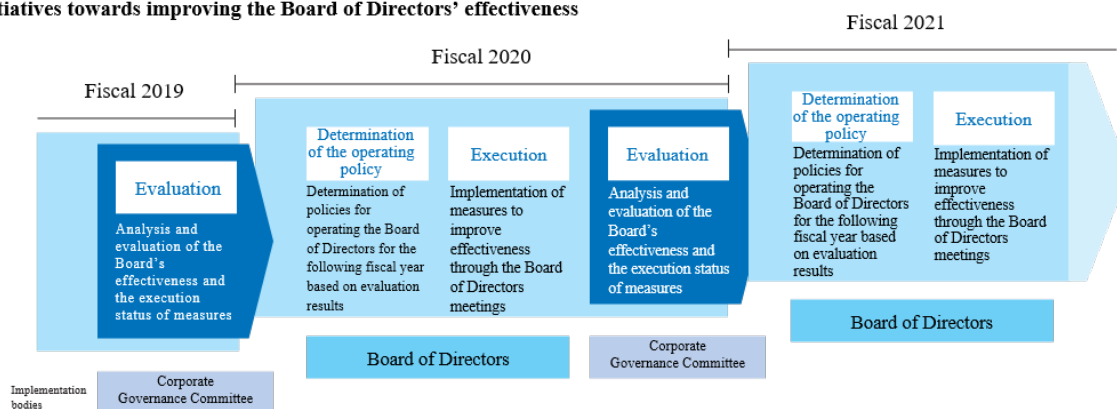 tiatives towards improving the Board of Directors’ effectiveness
Fiscal 2019
Fiscal 2020
Fiscal 2021
Evaluation
Analysis and
evaluation of the
Board’s
effectiveness and
the execution
status of measures
Determination
of the operating
policy
Determination of
policies for
operating the Board
of Directors for the
following fiscal year
based on evaluation
results
Execution
Implementation of
measures to
improve
effectiveness
through the Board
of Directors
meetings
Evaluation
Analysis and
evaluation of the
Board’s
effectiveness and
the execution status
of measures
Determination
of the operating
policy
Determination of
policies for
operating the
Board of Directors
for the following
fiscal year based
on evaluation
results
Execution
Implementation of
measures to
improve
effectiveness
through the Board
of Directors
meetings
Implementation
bodies
Corporate
Governance Committee
Board of Directors
Corporate
Governance Committee
Board of Directors